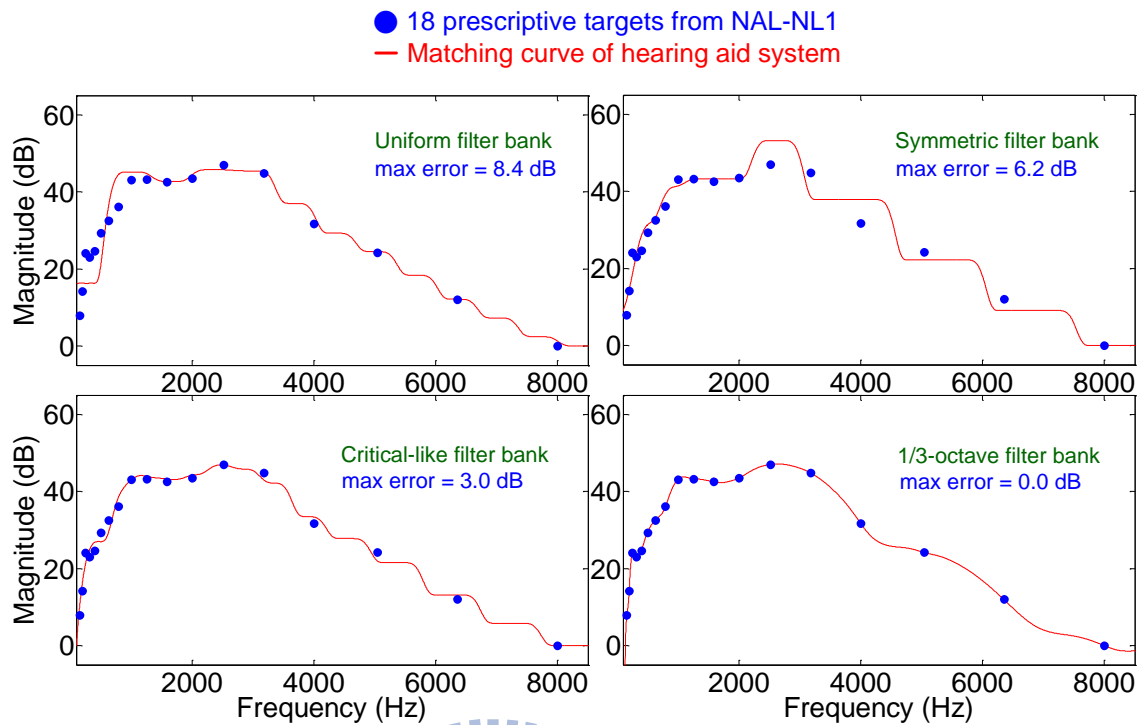 18 prescriptive targets from NAL-NL1
Matching curve of hearing aid system
60
40
20
0
Magnitude (dB)
Uniform filter bank
max error = 8.4 dB
2000 4000 6000 8000
60
40
20
0
Symmetric filter bank
max error = 6.2 dB
2000 4000 6000 8000
60
40
20
0
Magnitude (dB)
Critical-like filter bank
max error = 3.0 dB
2000 4000 6000 8000
Frequency (Hz)
60
40
20
0
1/3-octave filter bank
max error = 0.0 dB
2000 4000 6000 8000
Frequency (Hz)